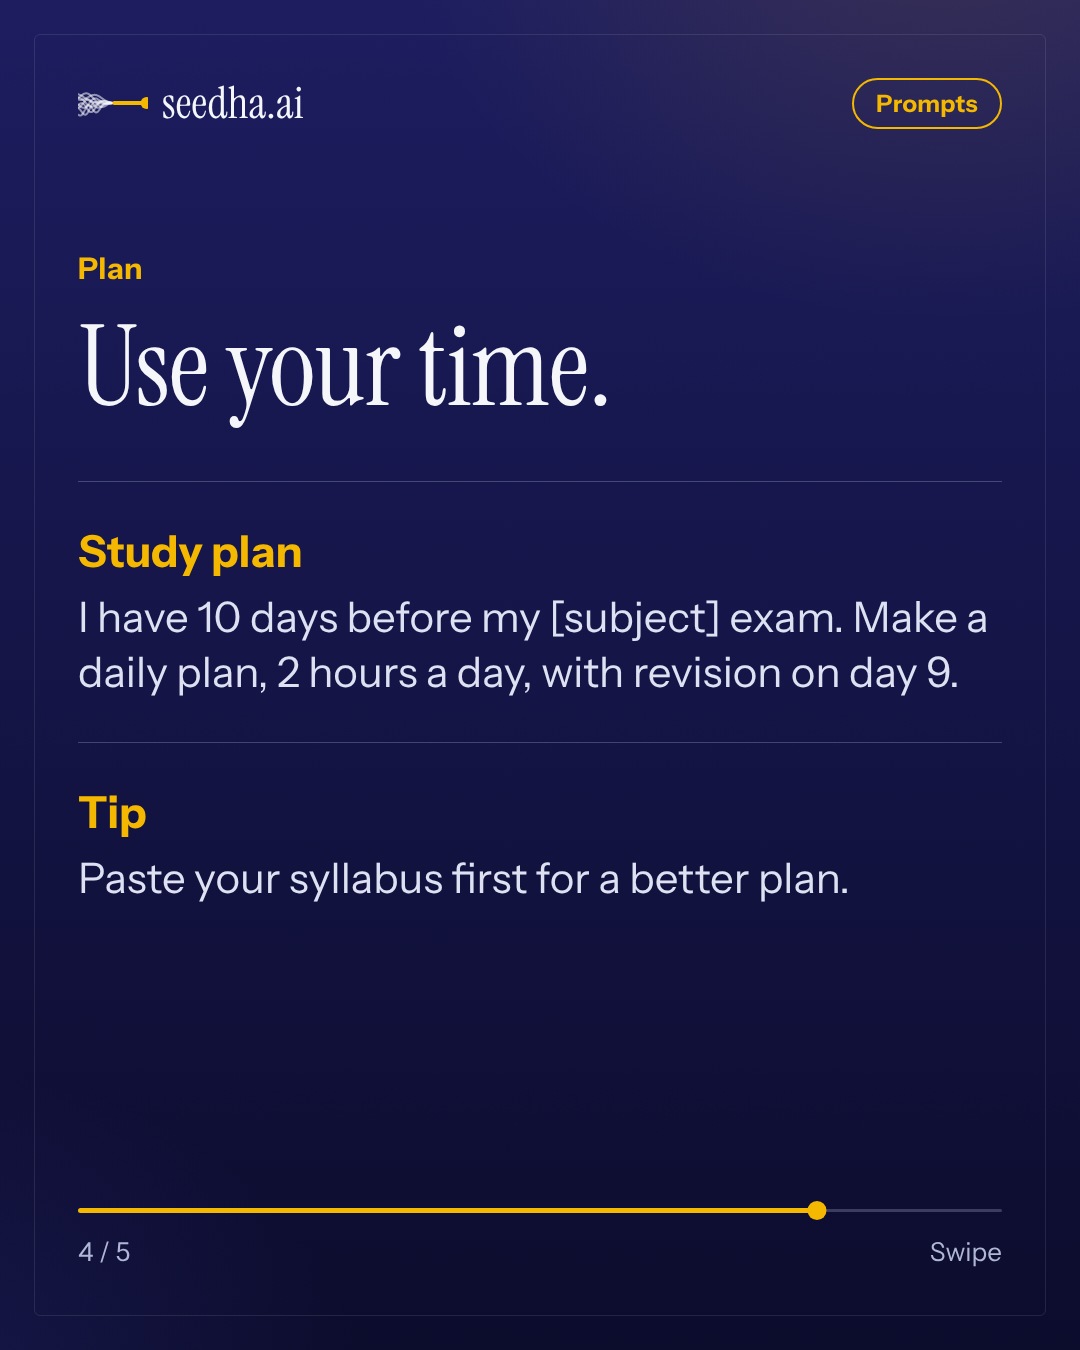 seedha.ai
Prompts
Plan
Use your time.
Study plan
I have 10 days before my [subject] exam. Make a
daily plan, 2 hours a day, with revision on day 9.
Tip
Paste your syllabus first for a better plan.
4 / 5
Swipe